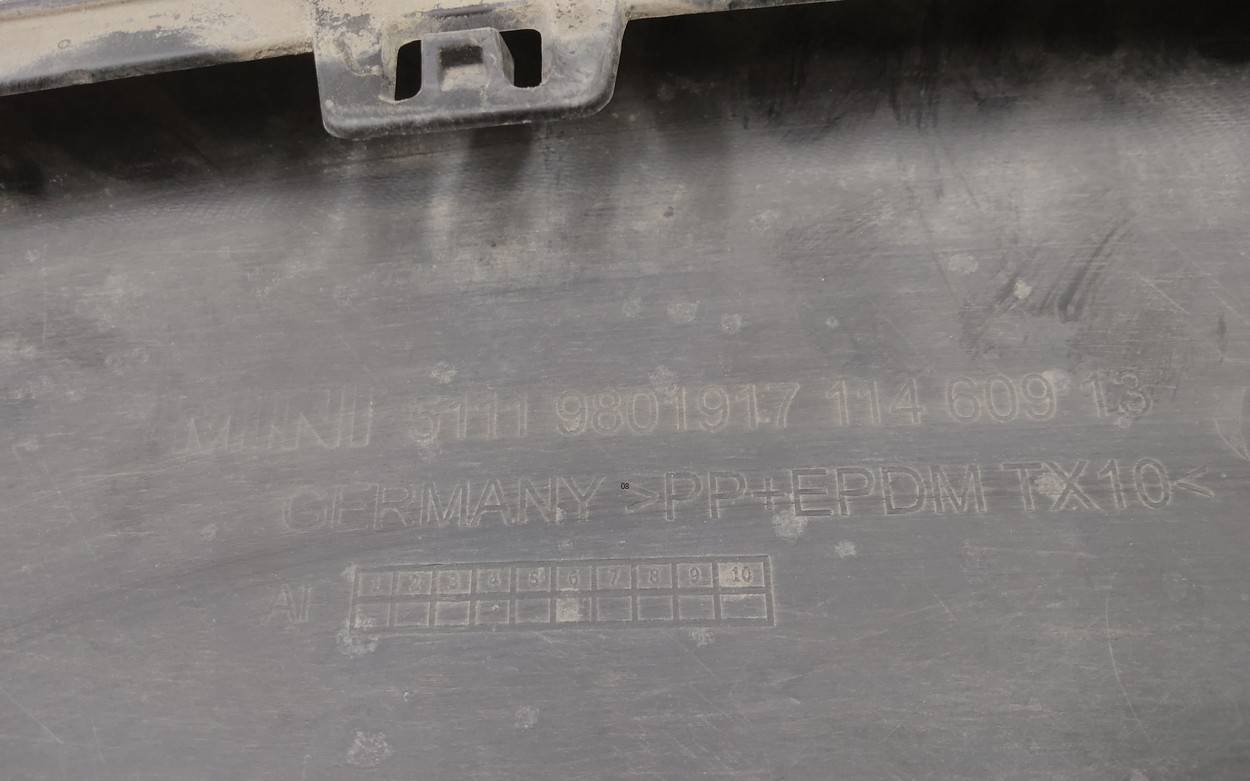 MINI 5111 9801917 114 609 13
GERMANY 08 >PP+EPDM TX10<
AI 1 2 3 4 5 6 7 8 9 10